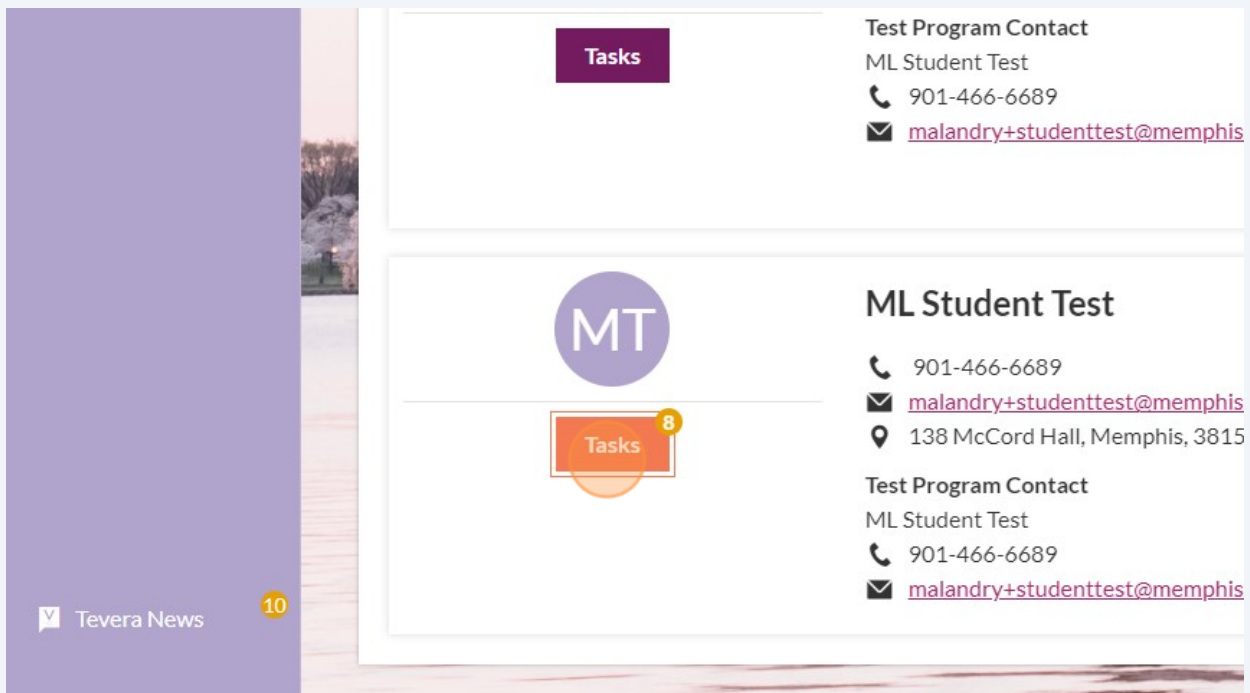 Tasks
Test Program Contact
ML Student Test
901-466-6689
malandry+studenttest@memphis
MT
Tasks
8
ML Student Test
901-466-6689
malandry+studenttest@memphis
138 McCord Hall, Memphis, 3815
Test Program Contact
ML Student Test
901-466-6689
malandry+studenttest@memphis
Tevera News
10